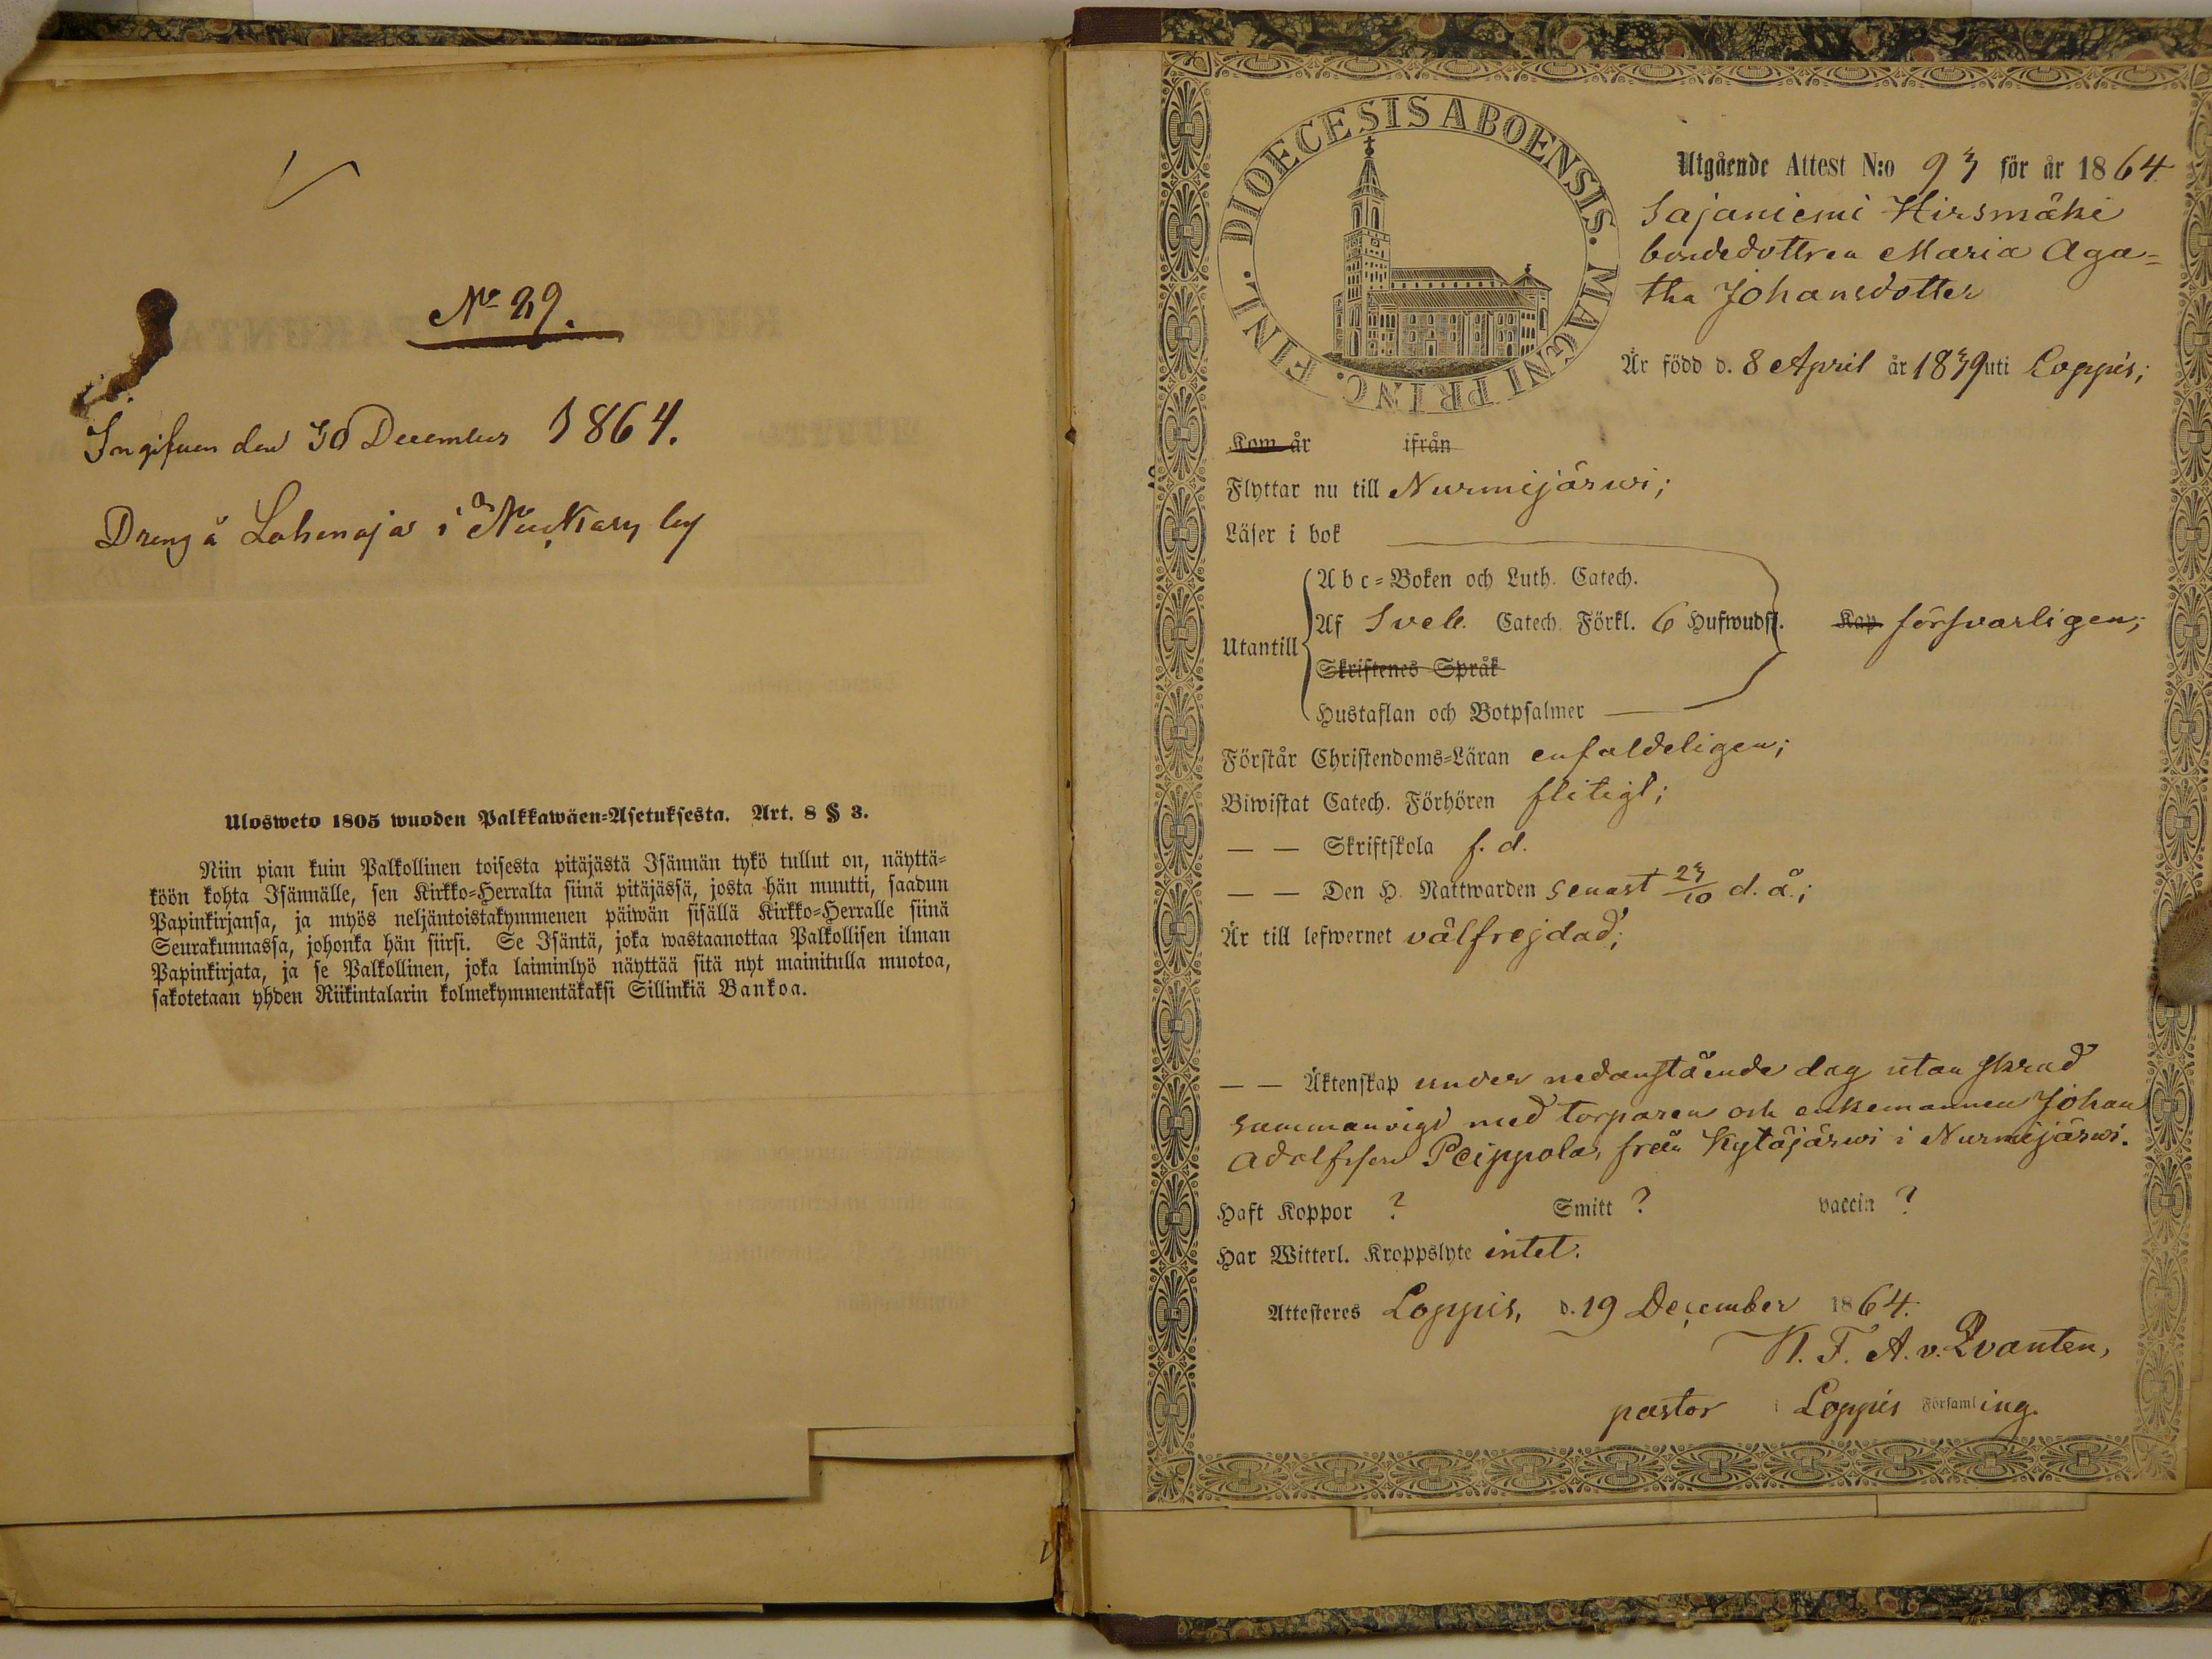 No 29.
Ingifven den 30 December 1864.
Dreng å Lahenoja i by
Ulosweto 1805 wuoden Palkkawäen-Asetuksesta. Art. 8 § 3.
Niin pian kuin Palkollinen toisesta pitäjästä Isännän tykö tullut on, näyttä-
köön kohta Isännälle, sen Kirkko-Herralta siinä pitäjässä, josta hän muutti, saadun
Papinkirjansa, ja myös neljäntoistakymmenen päiwän sisällä Kirkko-Herralle siinä
Seurakunnassa, johonka hän siirsi. Se Isäntä, joka wastaanottaa Palkollisen ilman
Papinkirjata, ja se Palkollinen, joka laiminlyö näyttää sitä nyt mainitulla muotoa,
sakotetaan yhden Riikintalarin kolmekymmentäkaksi Sillinkiä Bankoa.
DIOECESIS ABOENSIS. MAGNI PRINC. FINL.
Utgående Attest N:o 93 för år 1864
Sajaniemi Hirsmäki
bondedottren Maria Aga=
tha Johansdotter
Är född d. 8 April år 1839 uti Loppis;
Kom år ifrån
Flyttar nu till Nurmijärwi;
Läser i bok
Utantill
Abc=Boken och Luth. Catech.
Af Sveb. Catech. Förkl. 6 Hufwudst. Kap försvarligen;
Skriftenes Språk
Hustaflan och Botpsalmer
Förstår Christendoms=Läran enfaldeligen;
Biwistat Catech. Förhören flitigt;
— — Skriftskola f. d.
— — Den H. Nattwarden senast 23/10 d. å.;
Är till lefwernet välfrejdad;
— — Äktenskap under nedanstående dag utan skrud
sammanvigd med torparen och enkemannen Johan
Adolfsson Peippola, från Kytäjärwi i Nurmijärwi.
Haft Koppor ? Smitt ? vaccin ?
Har Witterl. Kroppslyte intet.
Attesteres Loppis, d. 19 December 1864.
K. F. A. v. Qvanten,
pastor i Loppis Församling.